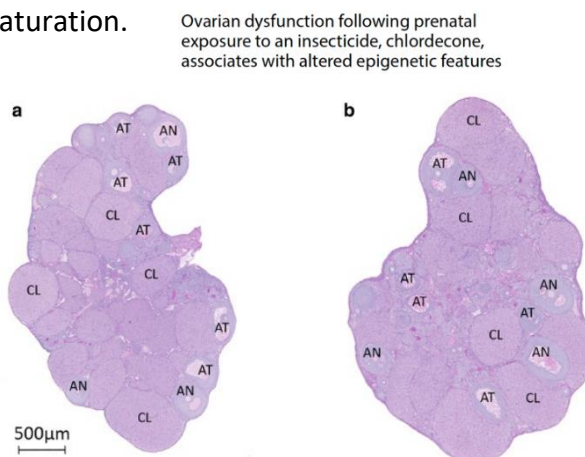 aturation.
Ovarian dysfunction following prenatal
exposure to an insecticide, chlordecone,
associates with altered epigenetic features
a
AT
AN
AT
AT
CL
AT
CL
CL
AT
AT
AN
AN
CL
500µm
b
CL
AT
AN
CL
AT
AT
AN
AT
CL
AN
AN
AT
CL